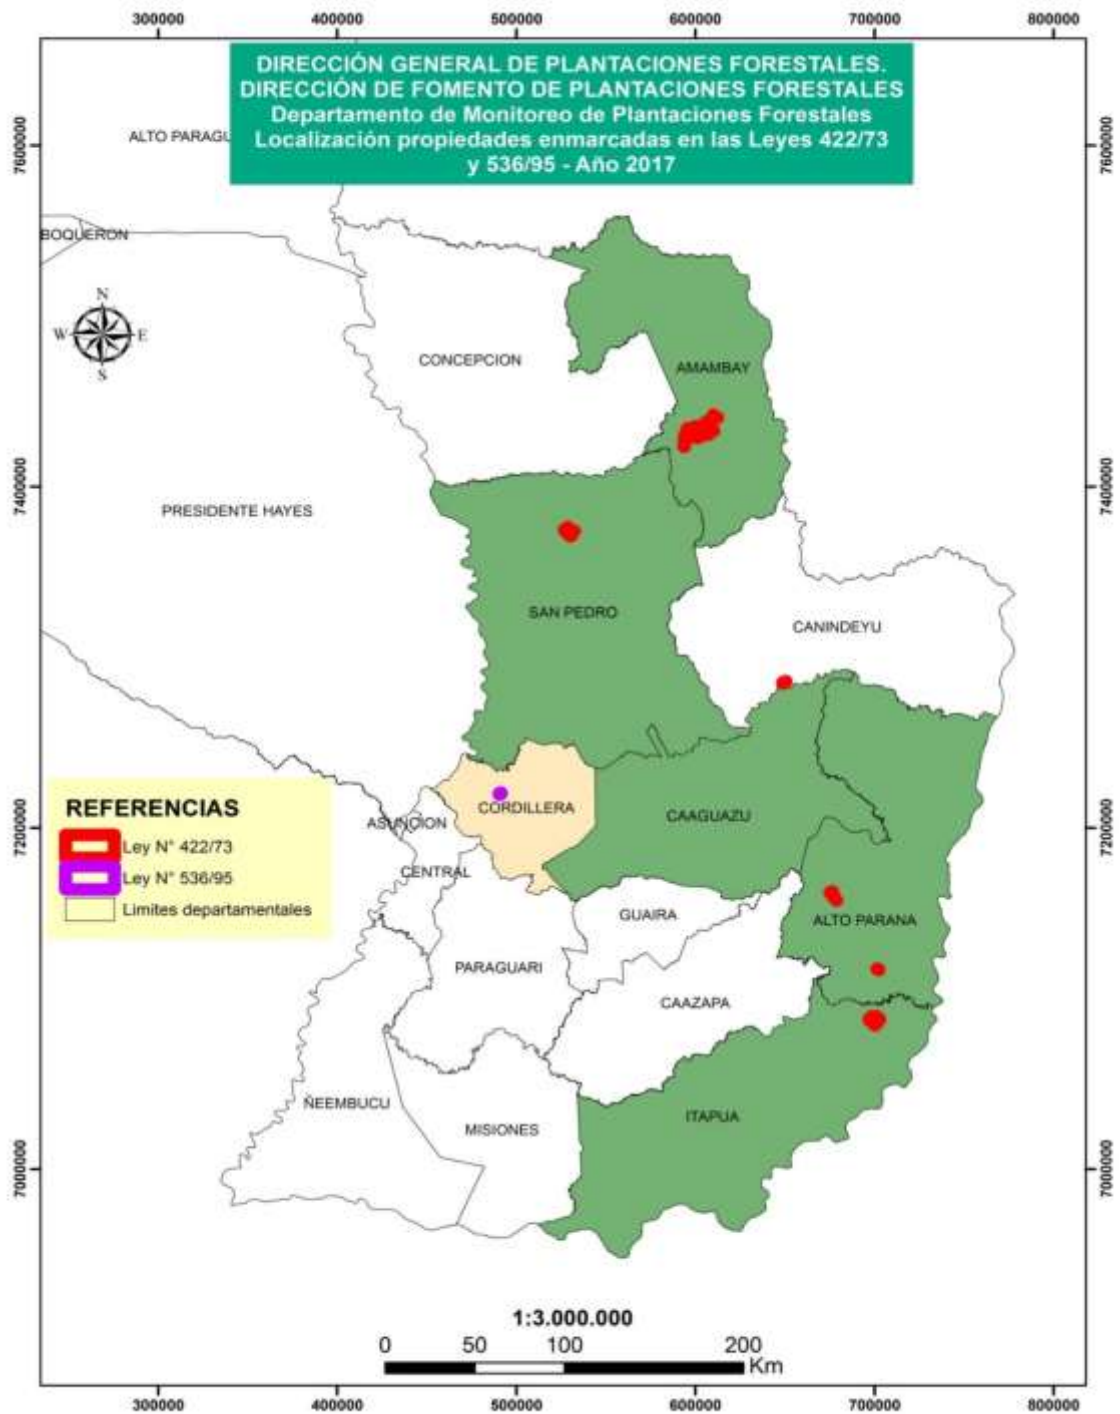 300000 400000 500000 600000 700000 800000
DIRECCIÓN GENERAL DE PLANTACIONES FORESTALES.
DIRECCIÓN DE FOMENTO DE PLANTACIONES FORESTALES
Departamento de Monitoreo de Plantaciones Forestales
Localización propiedades enmarcadas en las Leyes 422/73
y 536/95 - Año 2017
ALTO PARAGU
7600000 7600000
BOQUERON
N
W E
S
CONCEPCION
AMAMBAY
7400000 7400000
PRESIDENTE HAYES
SAN PEDRO
CANINDEYU
REFERENCIAS
Ley N° 422/73
Ley N° 536/95
Limites departamentales
CORDILLERA
CAAGUAZU
ASUNCION
7200000 7200000
CENTRAL
GUAIRA
ALTO PARANA
PARAGUARI
CAAZAPA
ÑEEMBUCU
MISIONES
ITAPUA
7000000 7000000
1:3.000.000
0 50 100 200
Km
300000 400000 500000 600000 700000 800000